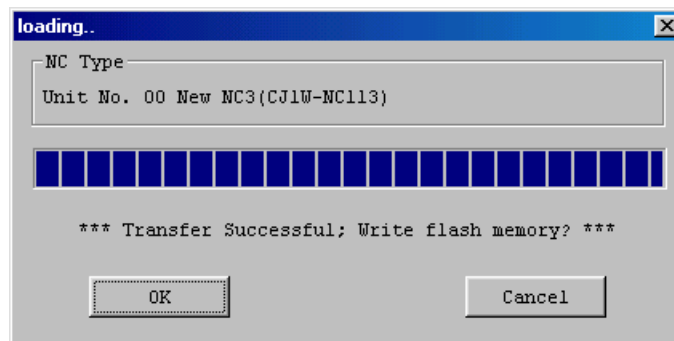 loading..
NC Type
Unit No. 00 New NC3(CJ1W-NC113)
*** Transfer Successful; Write flash memory? ***
OK
Cancel